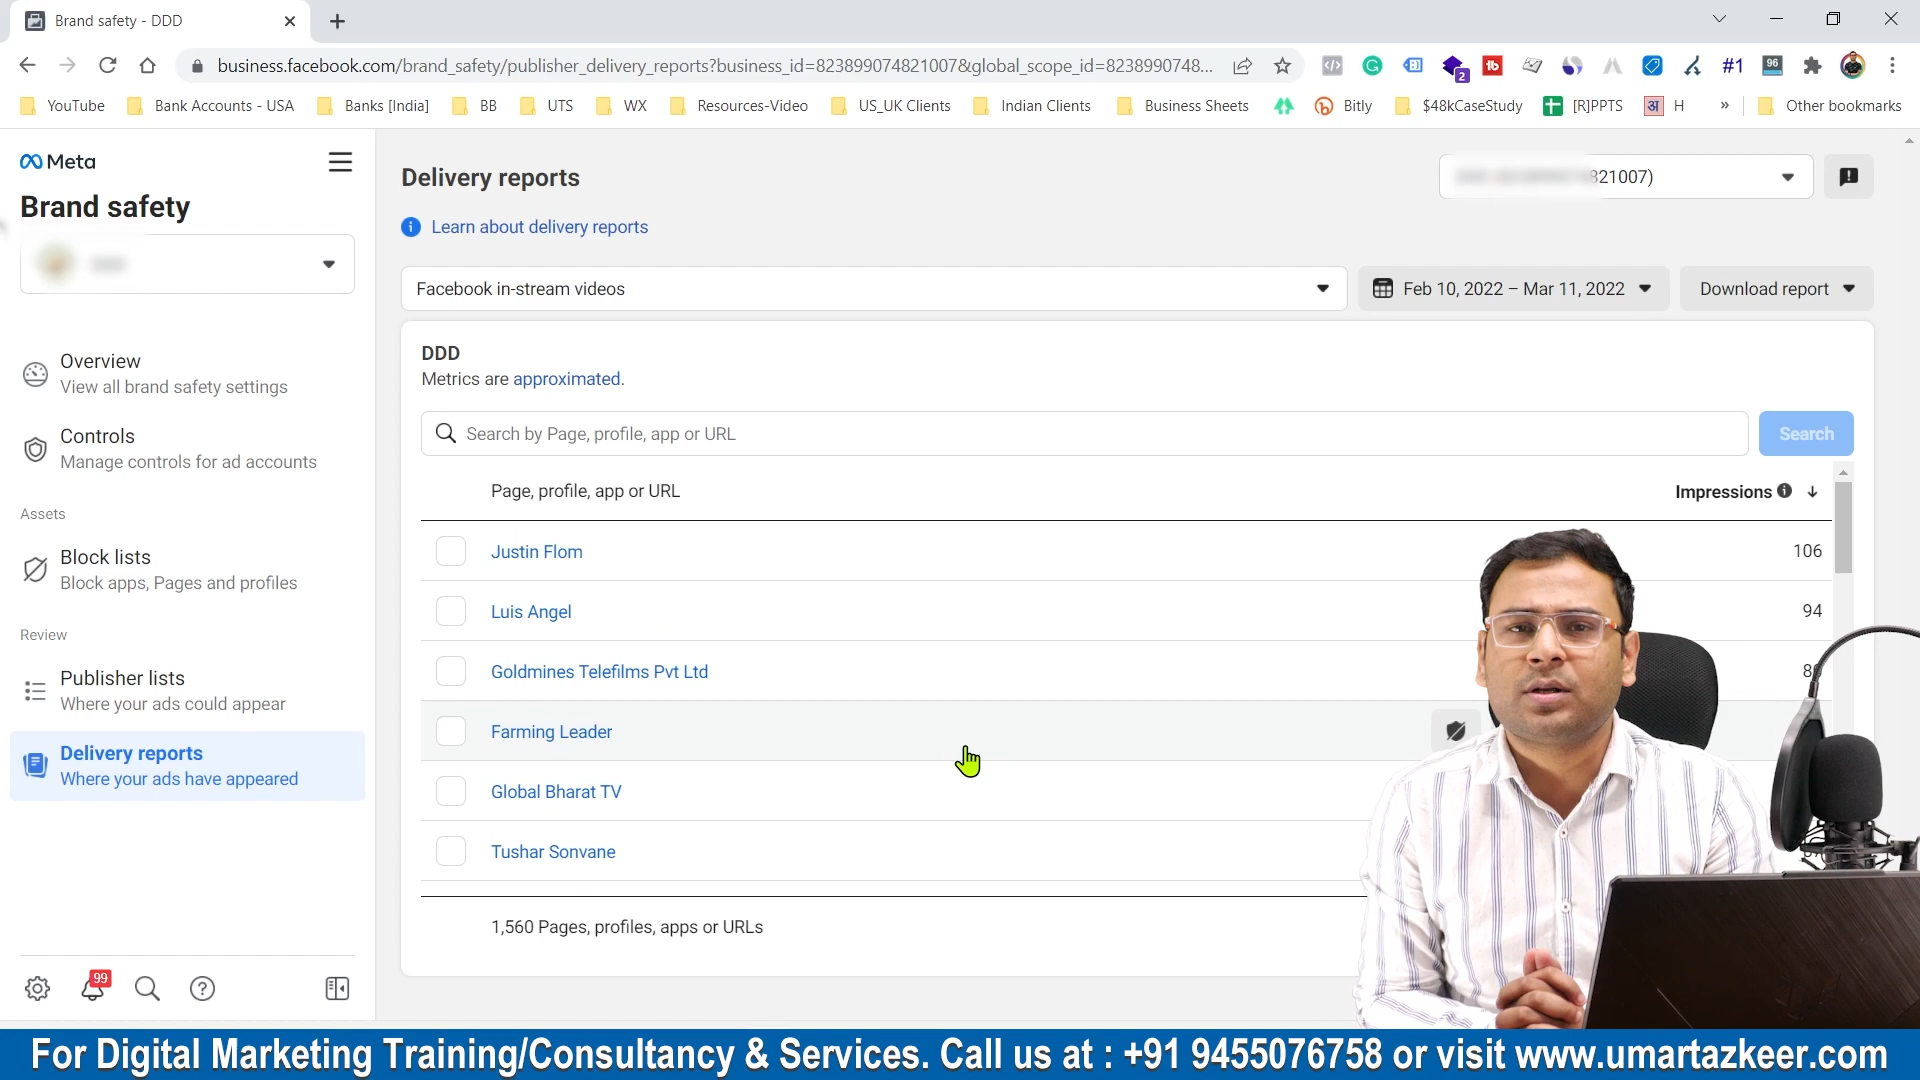 Brand safety - DDD
business.facebook.com/brand_safety/publisher_delivery_reports?business_id=823899074821007&global_scope_id=8238990748...
2
#1
96
YouTube
Bank Accounts - USA
Banks [India]
BB
UTS
WX
Resources-Video
US_UK Clients
Indian Clients
Business Sheets
Bitly
$48kCaseStudy
[R]PPTS
अ
H
»
Other bookmarks
Meta
Brand safety
Overview
View all brand safety settings
Controls
Manage controls for ad accounts
Assets
Block lists
Block apps, Pages and profiles
Review
Publisher lists
Where your ads could appear
Delivery reports
Where your ads have appeared
99
Delivery reports
821007)
Learn about delivery reports
Facebook in-stream videos
Feb 10, 2022 – Mar 11, 2022
Download report
DDD
Metrics are approximated.
Search by Page, profile, app or URL
Search
Page, profile, app or URL
Impressions
Justin Flom
106
Luis Angel
94
Goldmines Telefilms Pvt Ltd
Farming Leader
Global Bharat TV
Tushar Sonvane
1,560 Pages, profiles, apps or URLs
For Digital Marketing Training/Consultancy & Services. Call us at : +91 9455076758 or visit www.umartazkeer.com